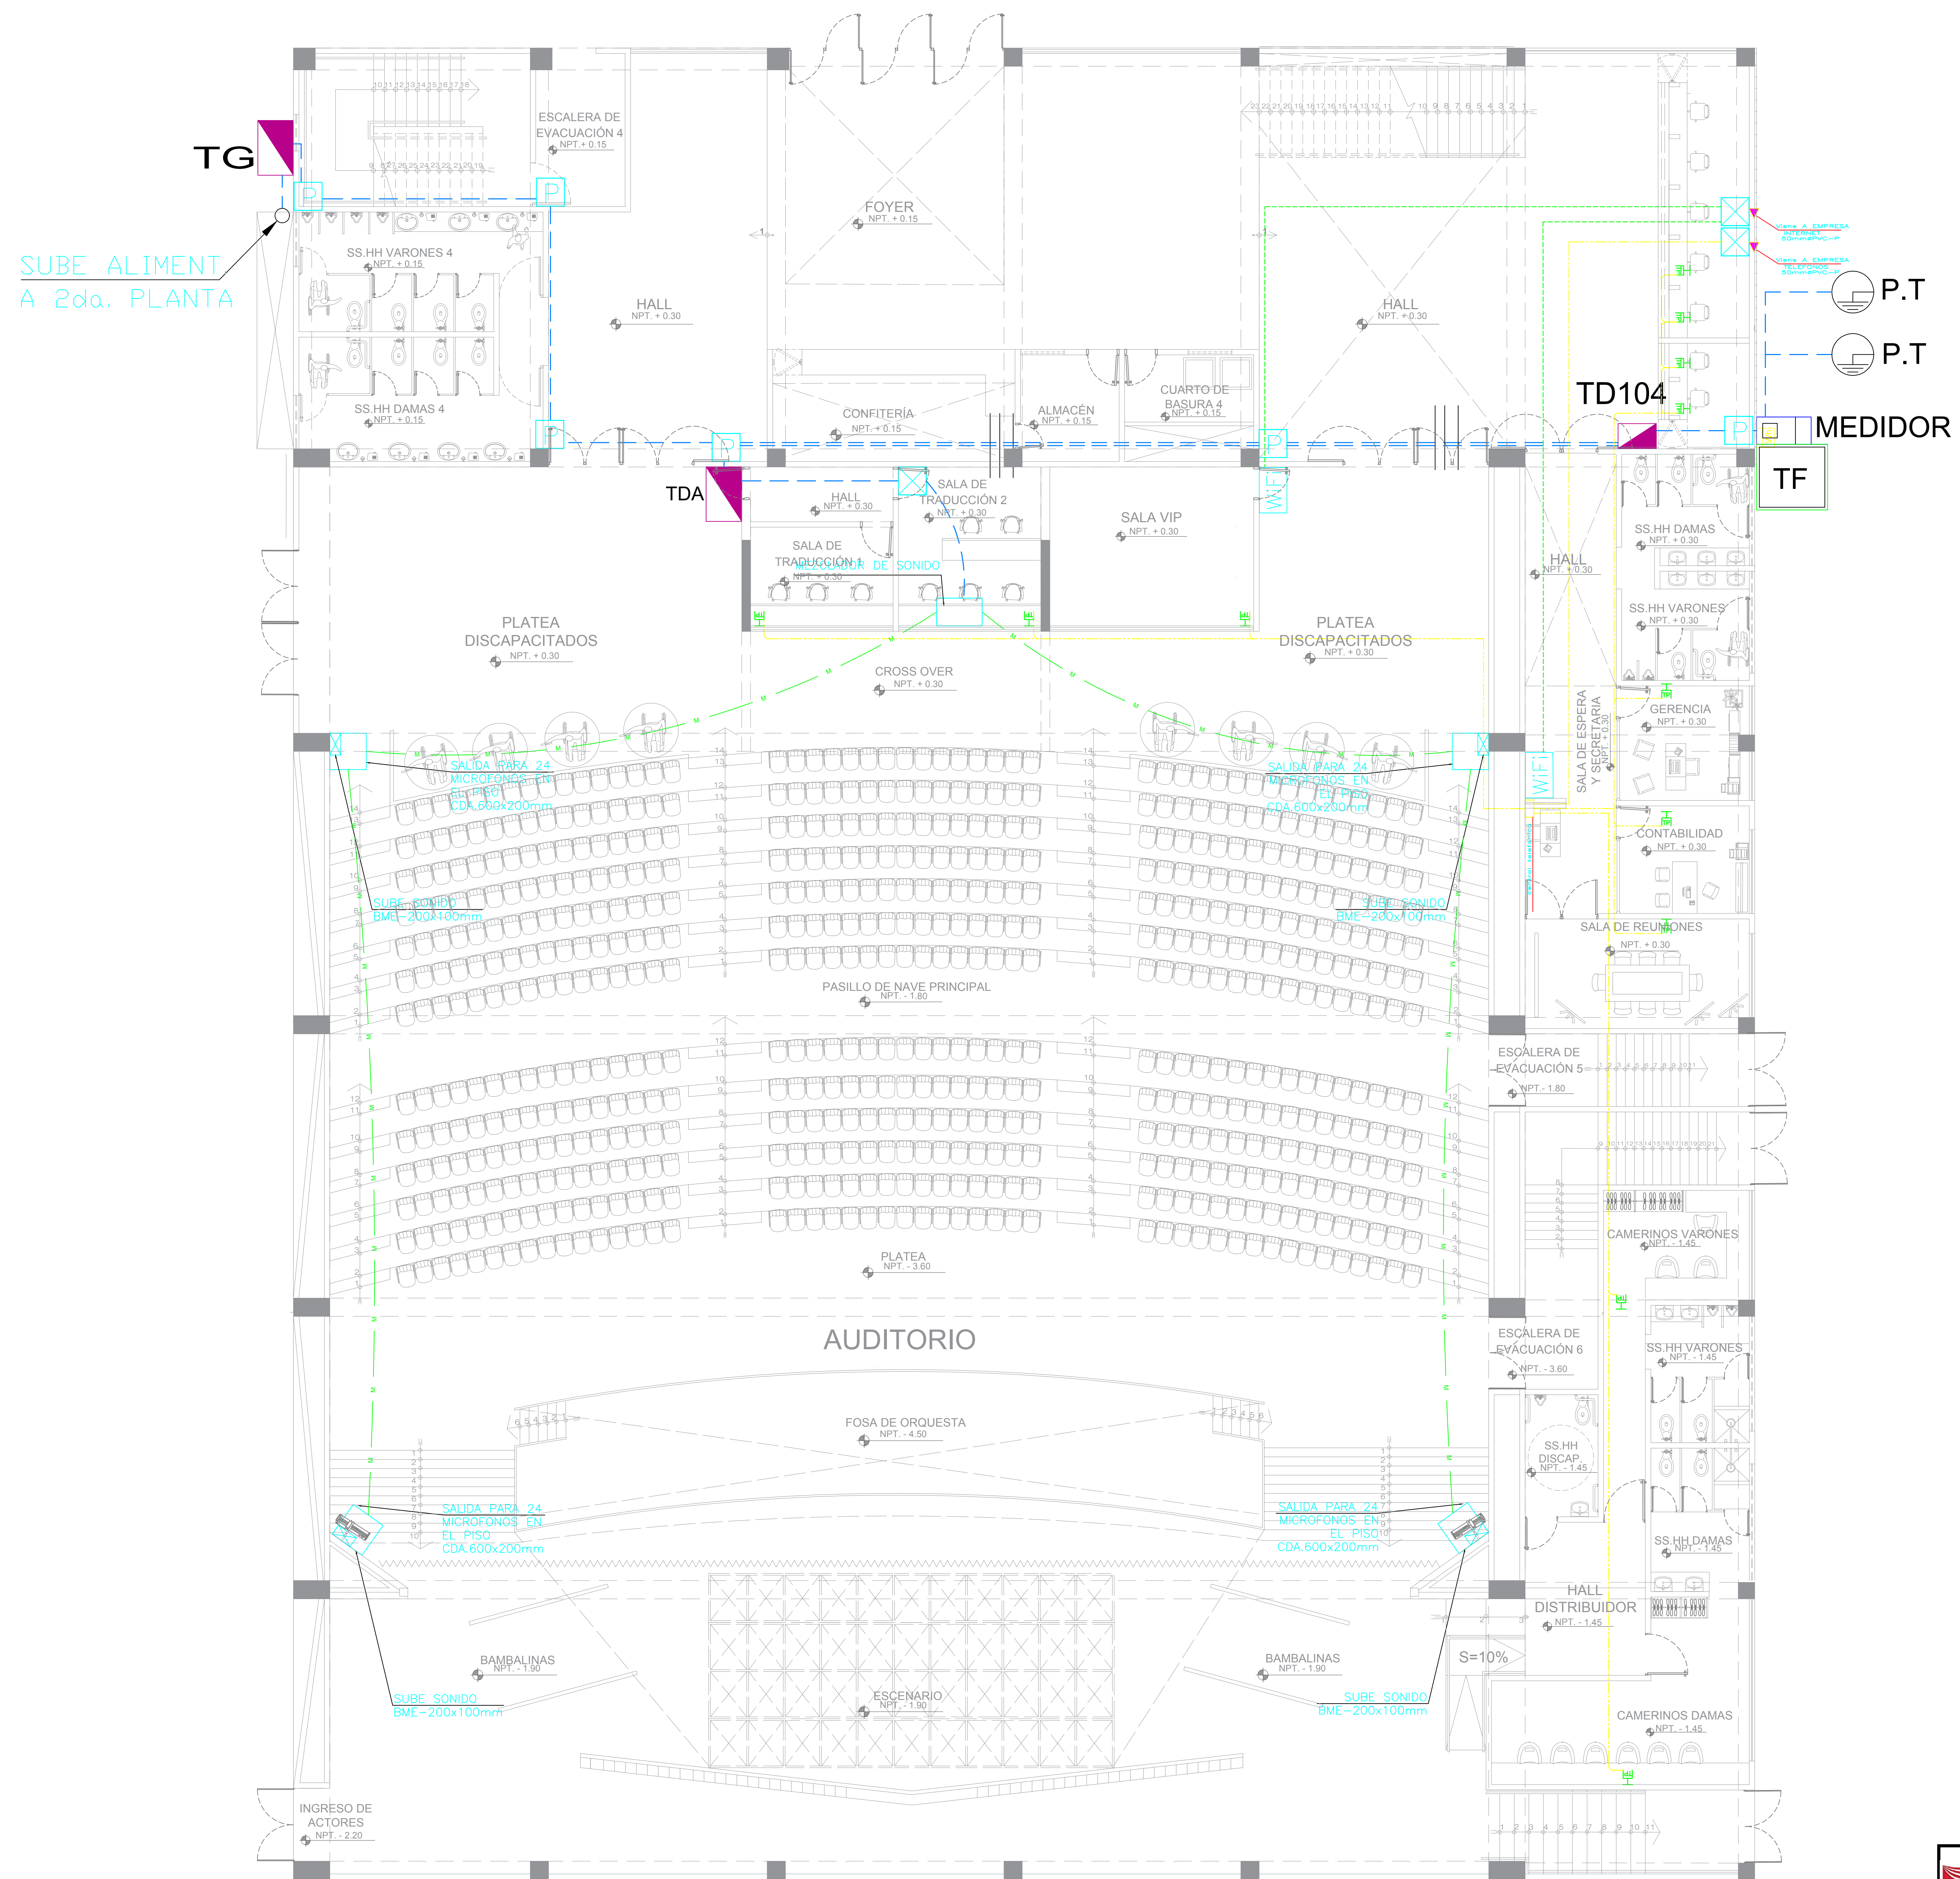 ESCALERA DE
EVACUACIÓN 4
NPT.+ 0.15
TG
P
P
SUBE ALIMENT
A 2da. PLANTA
SS.HH VARONES 4
NPT. + 0.15
SS.HH DAMAS 4
NPT. + 0.15
HALL
NPT. + 0.30
FOYER
NPT. + 0.15
HALL
NPT. + 0.30
Viene A EMPRESA
INTERNET
50mmøPVC-P
Viene A EMPRESA
TELEFONOS
50mmøPVC-P
P.T
P.T
TD104
MEDIDOR
TF
CONFITERÍA
NPT. + 0.15
ALMACÉN
NPT. + 0.15
CUARTO DE
BASURA 4
NPT. + 0.15
P
P
P
P
WiFi
TDA
HALL
NPT. + 0.30
SALA DE
TRADUCCIÓN 2
NPT. + 0.30
SALA DE
TRADUCCIÓN 1
NPT. + 0.30
MEZCLADOR DE SONIDO
SALA VIP
NPT. + 0.30
HALL
NPT. + 0.30
SS.HH DAMAS
NPT. + 0.30
SS.HH VARONES
NPT. + 0.30
PLATEA
DISCAPACITADOS
NPT. + 0.30
CROSS OVER
NPT. + 0.30
PLATEA
DISCAPACITADOS
NPT. + 0.30
SALA DE ESPERA
Y SECRETARIA
NPT. + 0.30
GERENCIA
NPT. + 0.30
WiFi
CONTABILIDAD
NPT. + 0.30
SALIDA PARA 24
MICROFONOS EN
EL PISO
CDA.600x200mm
SALIDA PARA 24
MICROFONOS EN
EL PISO
CDA.600x200mm
SUBE SONIDO
BME-200x100mm
SUBE SONIDO
BME-200x100mm
SALA DE REUNIONES
NPT. + 0.30
PASILLO DE NAVE PRINCIPAL
NPT. - 1.80
ESCALERA DE
EVACUACIÓN 5
NPT.- 1.80
CAMERINOS VARONES
NPT. - 1.45
PLATEA
NPT. - 3.60
AUDITORIO
ESCALERA DE
EVACUACIÓN 6
NPT. - 3.60
SS.HH VARONES
NPT. - 1.45
FOSA DE ORQUESTA
NPT. - 4.50
SS.HH
DISCAP.
NPT. - 1.45
SALIDA PARA 24
MICROFONOS EN
EL PISO
CDA.600x200mm
SALIDA PARA 24
MICROFONOS EN
EL PISO
CDA.600x200mm
SS.HH DAMAS
NPT. - 1.45
HALL
DISTRIBUIDOR
NPT. - 1.45
BAMBALINAS
NPT. - 1.90
BAMBALINAS
NPT. - 1.90
S=10%
SUBE SONIDO
BME-200x100mm
ESCENARIO
NPT. - 1.90
SUBE SONIDO
BME-200x100mm
CAMERINOS DAMAS
NPT. - 1.45
INGRESO DE
ACTORES
NPT. - 2.20